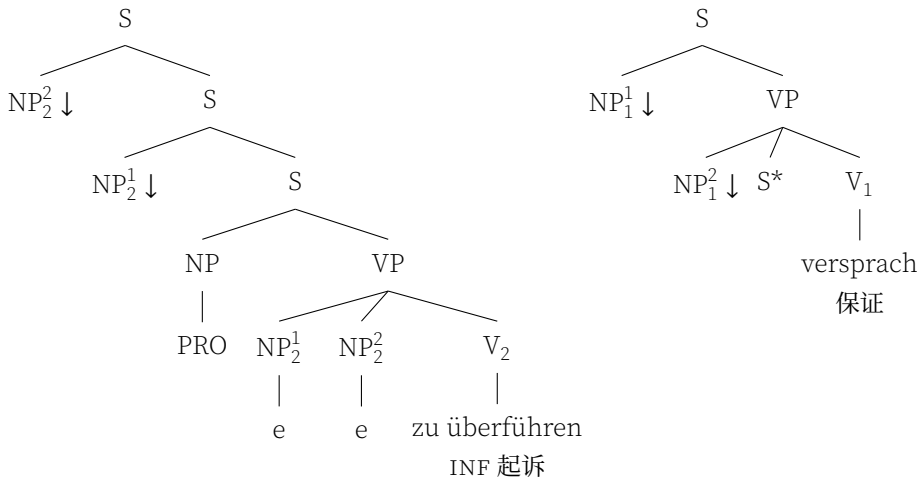 S S
NP²₂↓ S NP¹₁↓ VP
NP¹₂↓ S NP²₁↓ S* V₁
NP VP versprach
保证
PRO NP¹₂ NP²₂ V₂
e e zu überführen
INF 起诉